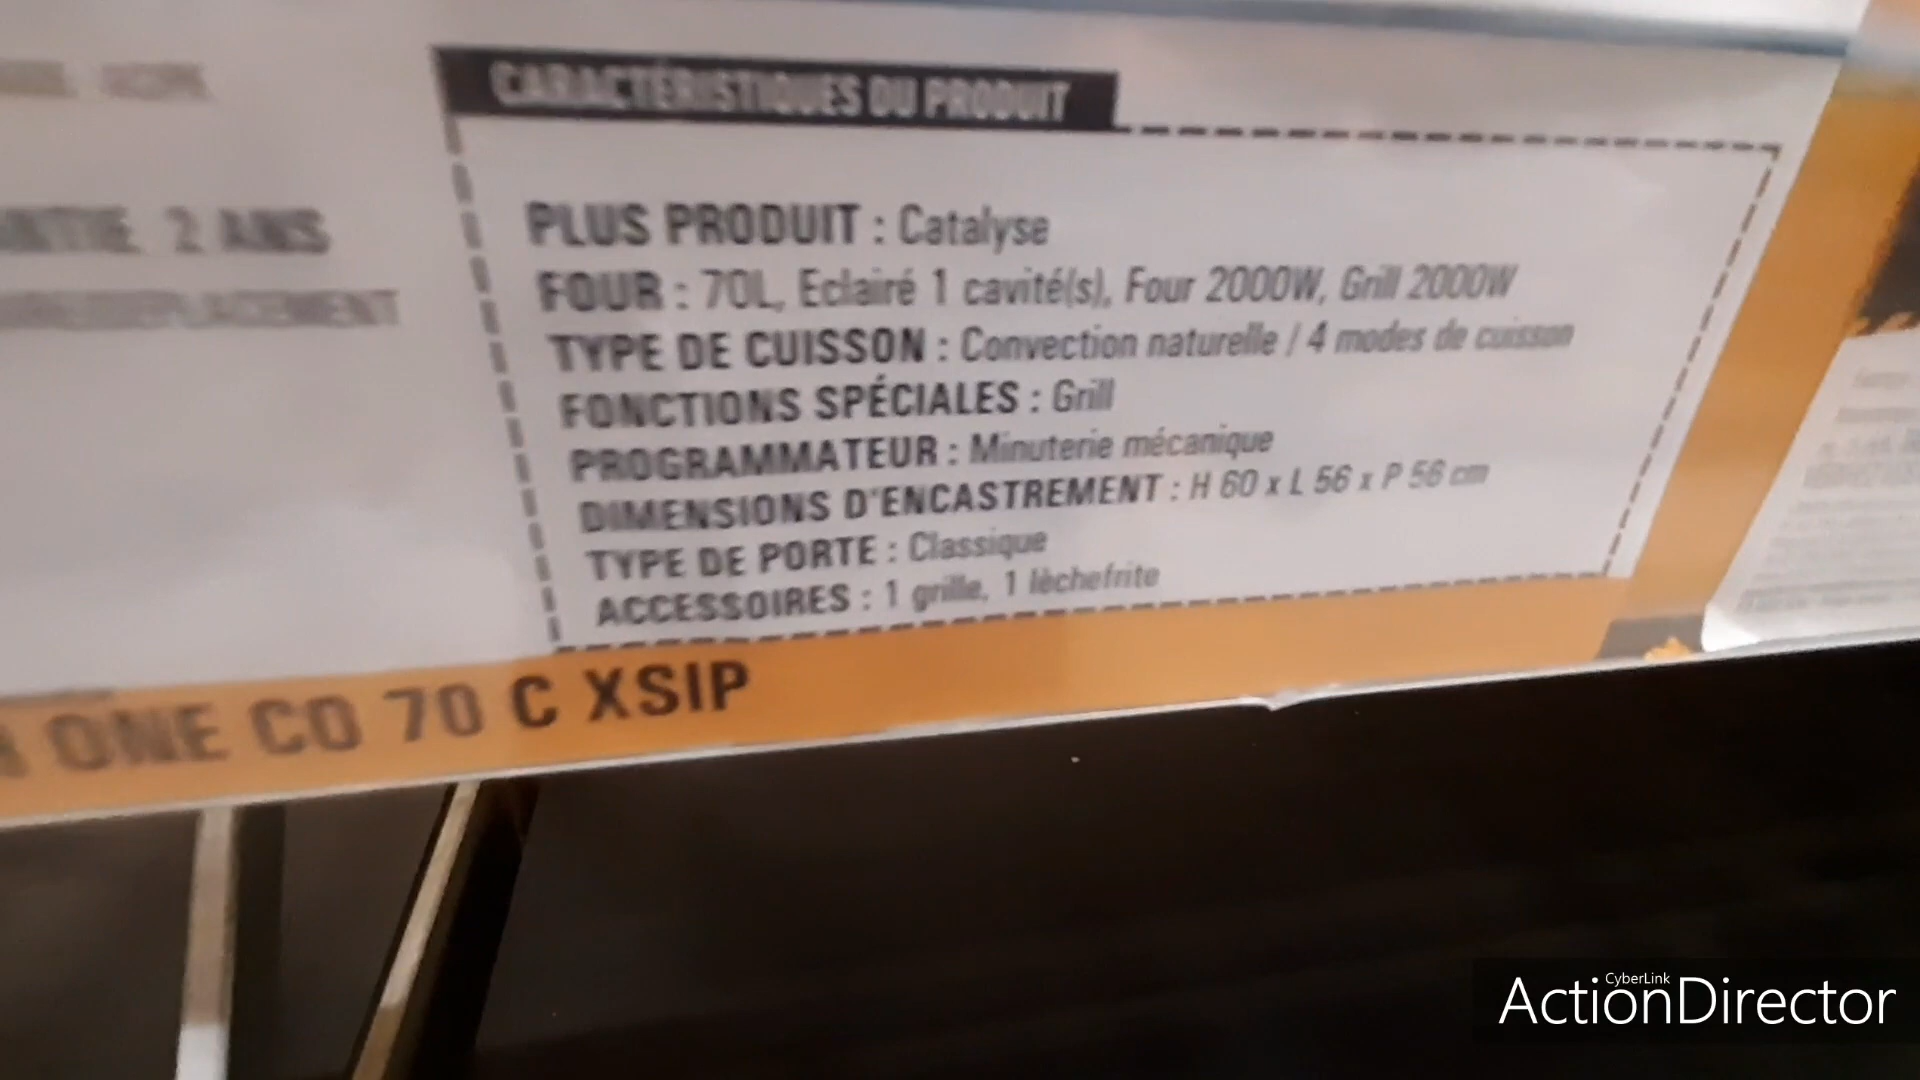 CARACTÉRISTIQUES DU PRODUIT
2 ANS
PLUS PRODUIT : Catalyse
FOUR : 70L, Eclairé 1 cavité(s), Four 2000W, Grill 2000W
TYPE DE CUISSON : Convection naturelle / 4 modes de cuisson
FONCTIONS SPÉCIALES : Grill
PROGRAMMATEUR : Minuterie mécanique
DIMENSIONS D'ENCASTREMENT : H 60 x L 56 x P 56 cm
TYPE DE PORTE : Classique
ACCESSOIRES : 1 grille, 1 lèchefrite
ONE CO 70 C XSIP
CyberLink
ActionDirector